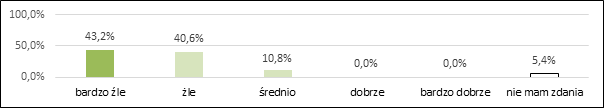 100,0%
50,0%
0,0%
43,2%
40,6%
10,8%
0,0%
0,0%
5,4%
bardzo źle
żle
średnio
dobrze
bardzo dobrze
nie mam zdania